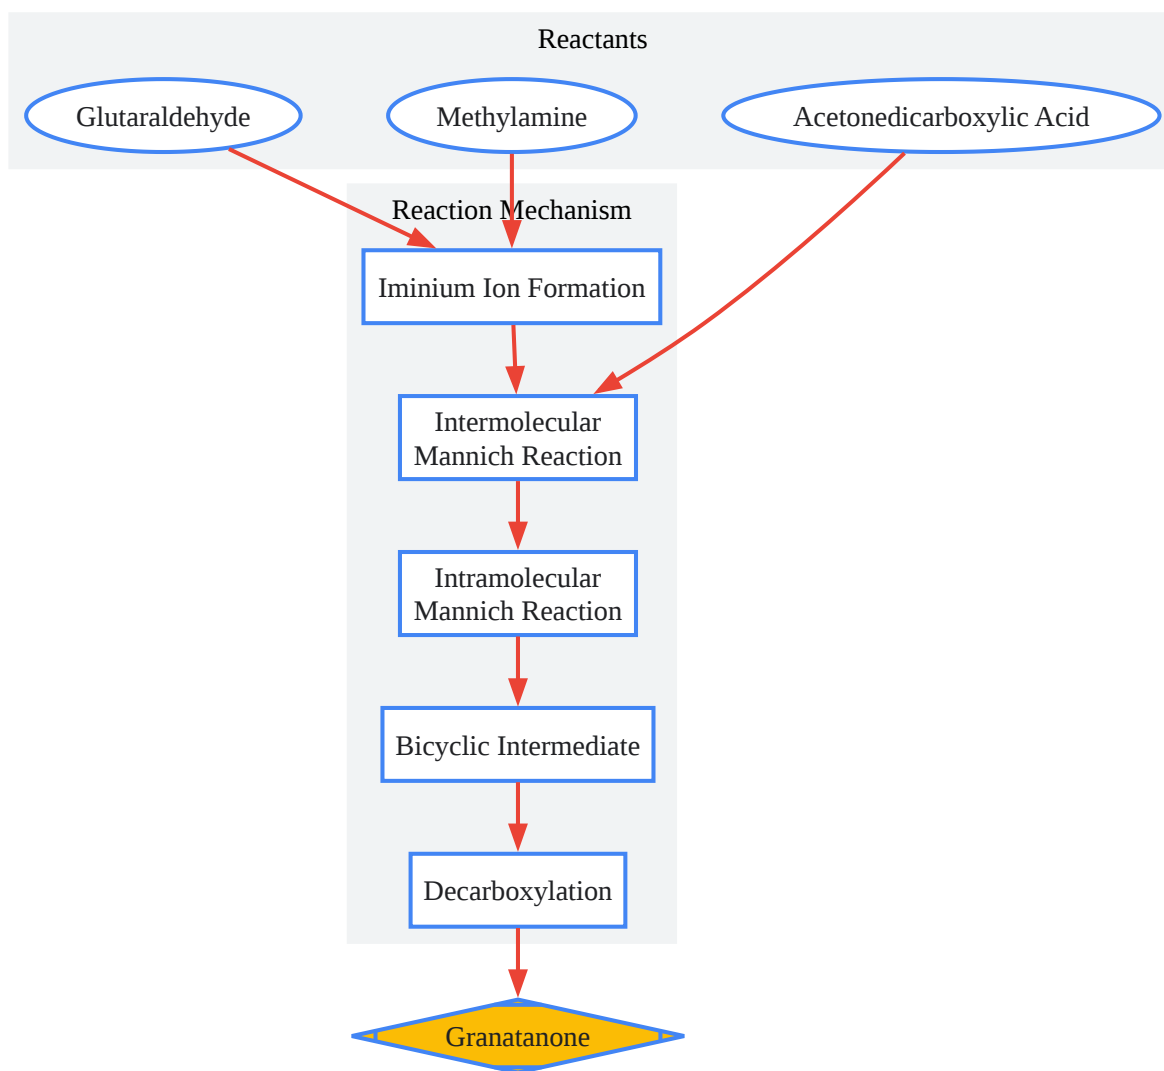 Reactants
Glutaraldehyde
Methylamine
Acetonedicarboxylic Acid
Reaction Mechanism
Iminium Ion Formation
Intermolecular
Mannich Reaction
Intramolecular
Mannich Reaction
Bicyclic Intermediate
Decarboxylation
Granatanone